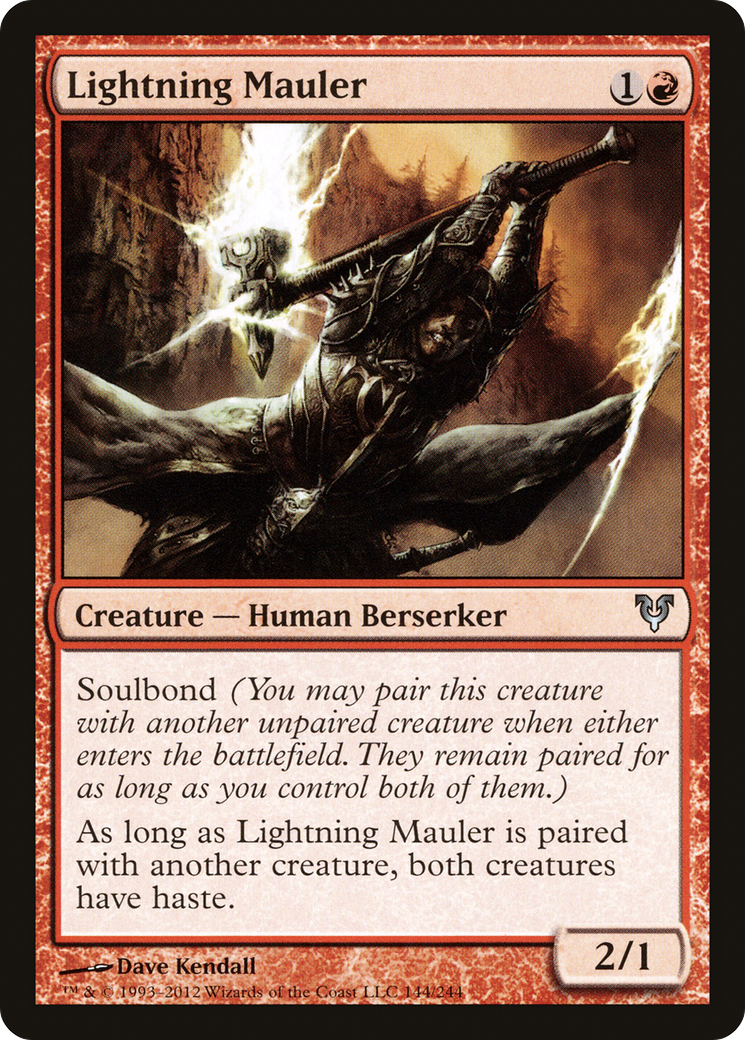 Lightning Mauler
1
Creature — Human Berserker
Soulbond (You may pair this creature
with another unpaired creature when either
enters the battlefield. They remain paired for
as long as you control both of them.)
As long as Lightning Mauler is paired
with another creature, both creatures
have haste.
2/1
Dave Kendall
™ & © 1993–2012 Wizards of the Coast LLC 144/244